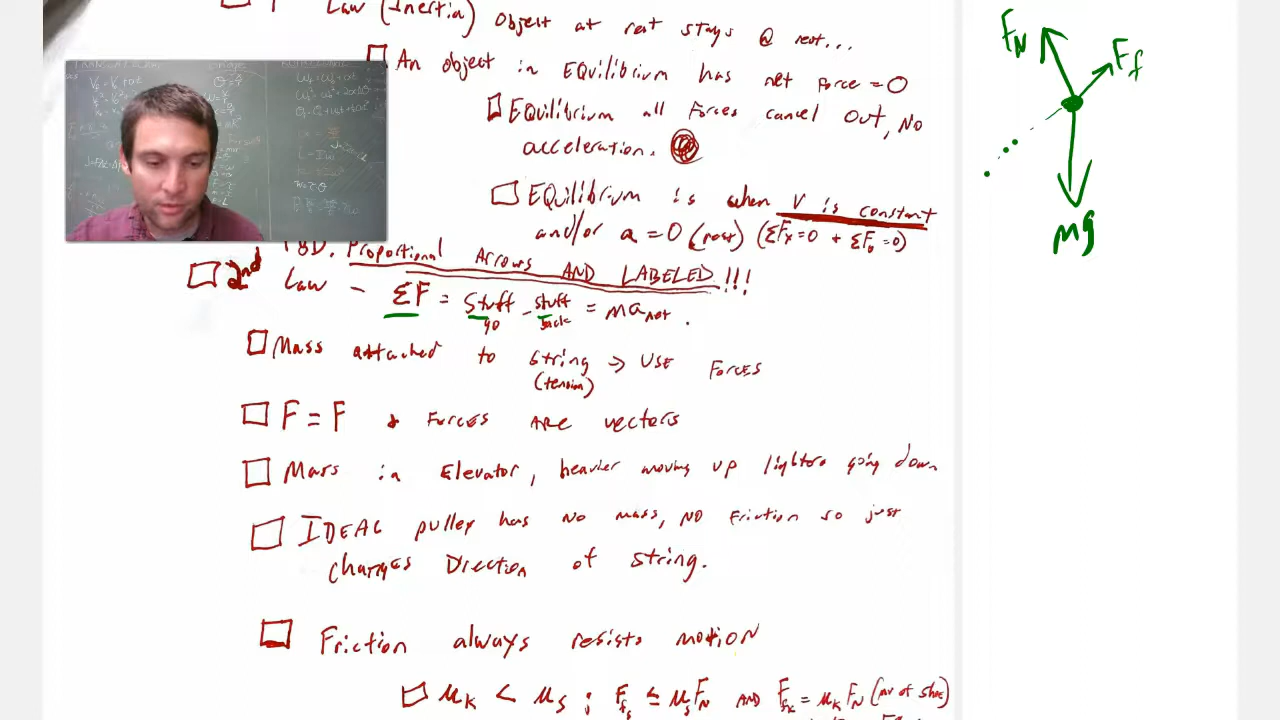 Law (Inertia) Object at rest stays @ rest...
An object in EQuilibrium has net Force = 0
EQuilibrium all Forces cancel out, No
acceleration.
EQuilibrium is when V is constant
and/or a = 0 (rest) (ΣFx=0 + ΣFy=0)
FBD. Proportional Arrows AND LABELED!!!
2nd Law - ΣF = Stuff go - stuff back = ma net.
Mass attached to string → USE Forces
(tension)
F = F & Forces ARE vectors
Mass in Elevator, heavier moving up lighter going down
IDEAL pulley has No mass, NO Friction so just
changes Direction of string.
Friction always resists motion
μK < μs ; Ffs ≤ μsFN AND Ffk = μK FN
FN
Ff
mg